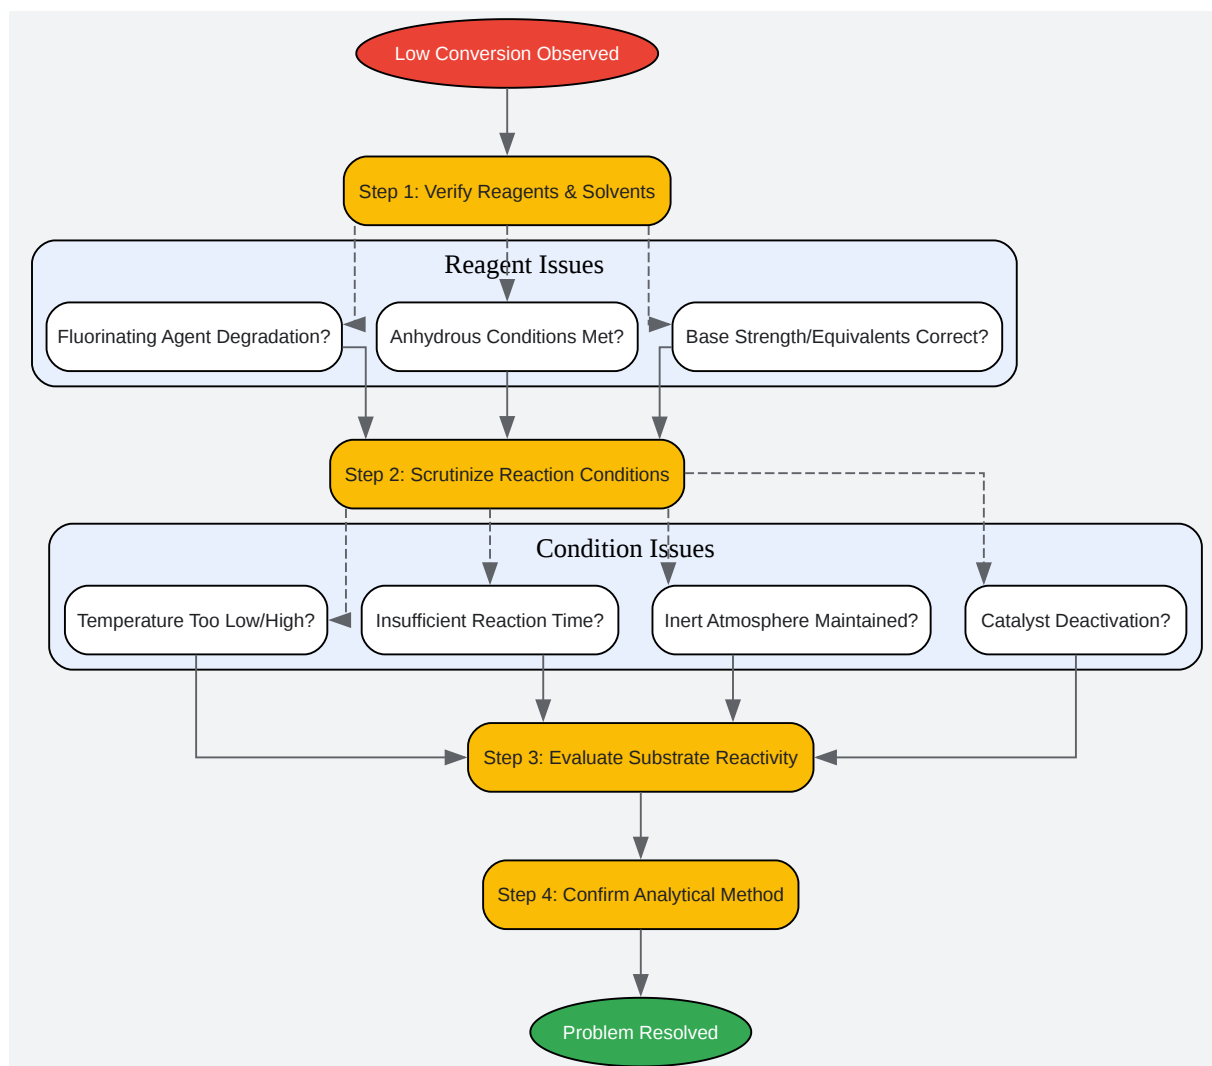 Low Conversion Observed
Step 1: Verify Reagents & Solvents
Reagent Issues
Fluorinating Agent Degradation?
Anhydrous Conditions Met?
Base Strength/Equivalents Correct?
Step 2: Scrutinize Reaction Conditions
Condition Issues
Temperature Too Low/High?
Insufficient Reaction Time?
Inert Atmosphere Maintained?
Catalyst Deactivation?
Step 3: Evaluate Substrate Reactivity
Step 4: Confirm Analytical Method
Problem Resolved